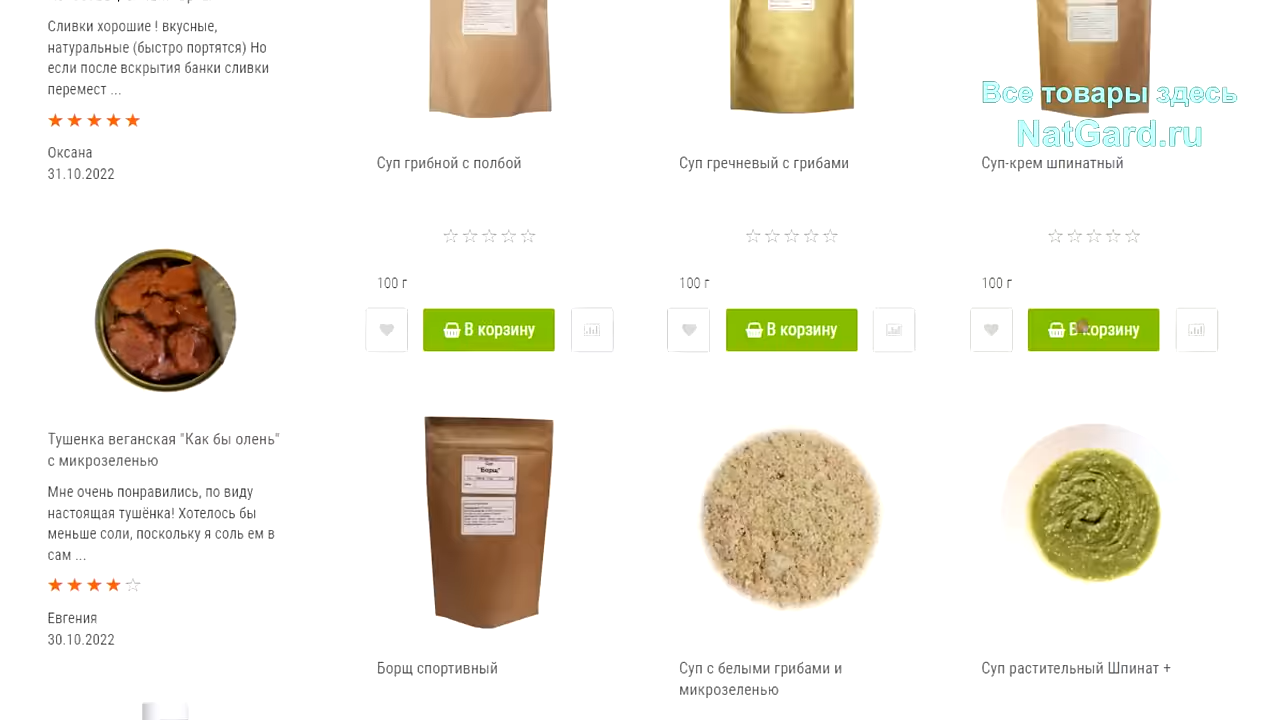 Сливки хорошие ! вкусные,
натуральные (быстро портятся) Но
если после вскрытия банки сливки
перемест ...
Оксана
31.10.2022
Тушенка веганская "Как бы олень"
с микрозеленью
Мне очень понравились, по виду
настоящая тушёнка! Хотелось бы
меньше соли, поскольку я соль ем в
сам ...
Евгения
30.10.2022
Все товары здесь
NatGard.ru
Суп грибной с полбой
Суп гречневый с грибами
Суп-крем шпинатный
100 г
100 г
100 г
В корзину
В корзину
В корзину
"Борщ"
Борщ спортивный
Суп с белыми грибами и
микрозеленью
Суп растительный Шпинат +